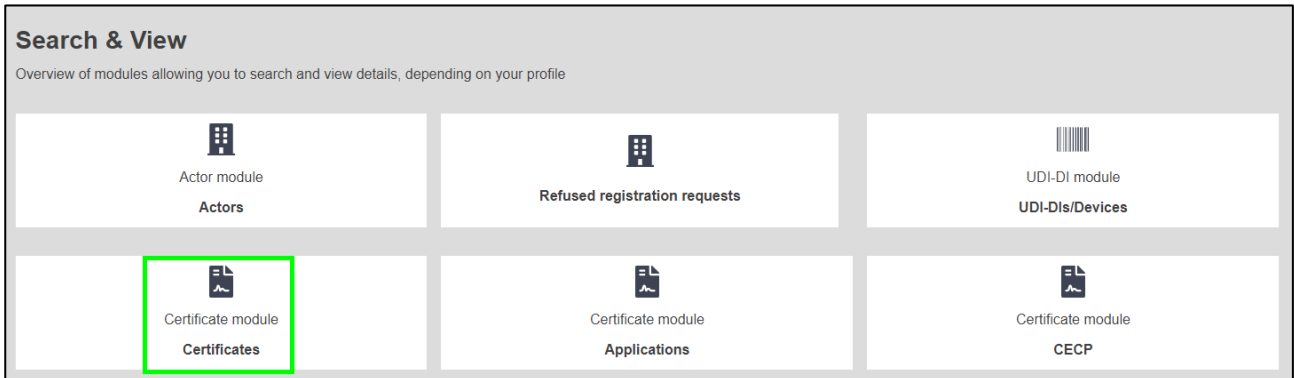 Search & View
Overview of modules allowing you to search and view details, depending on your profile
Actor module
Actors
Refused registration requests
UDI-DI module
UDI-DIs/Devices
Certificate module
Certificates
Certificate module
Applications
Certificate module
CECP